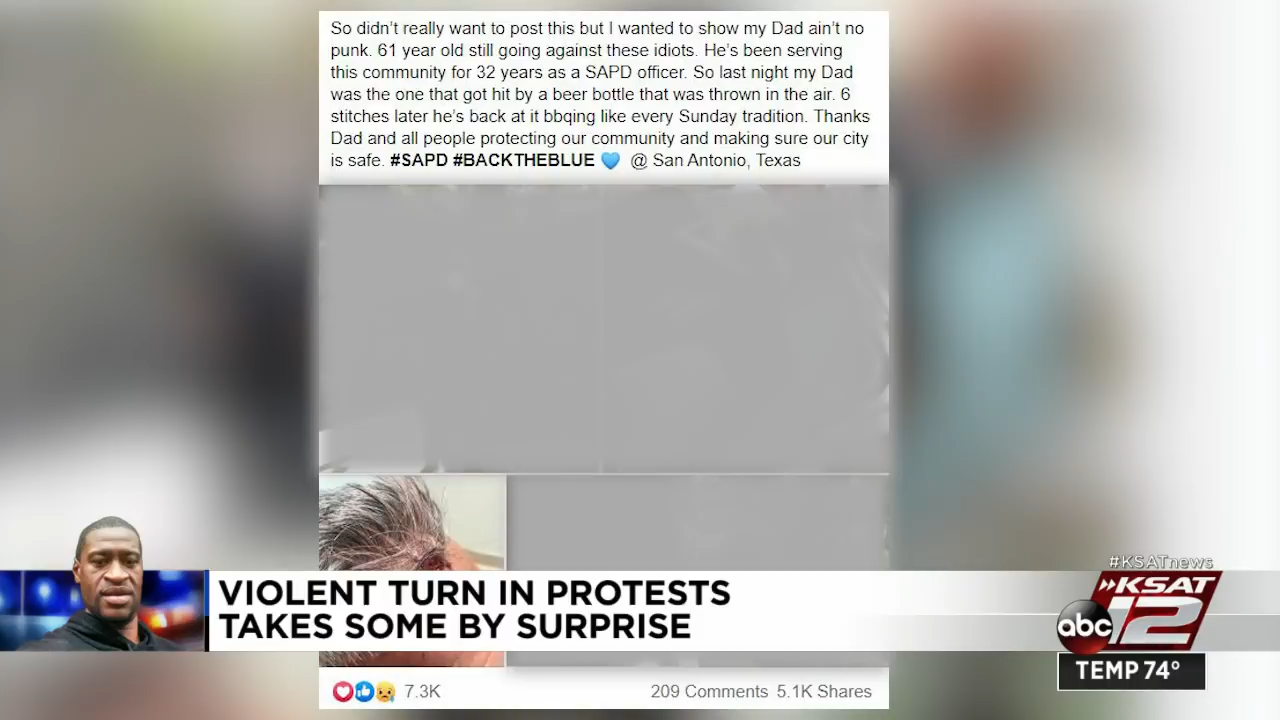 So didn't really want to post this but I wanted to show my Dad ain't no
punk. 61 year old still going against these idiots. He's been serving
this community for 32 years as a SAPD officer. So last night my Dad
was the one that got hit by a beer bottle that was thrown in the air. 6
stitches later he's back at it bbqing like every Sunday tradition. Thanks
Dad and all people protecting our community and making sure our city
is safe. #SAPD #BACKTHEBLUE 💙 @ San Antonio, Texas
#KSATnews
VIOLENT TURN IN PROTESTS
TAKES SOME BY SURPRISE
KSAT
abc 12
TEMP 74°
7.3K 209 Comments 5.1K Shares